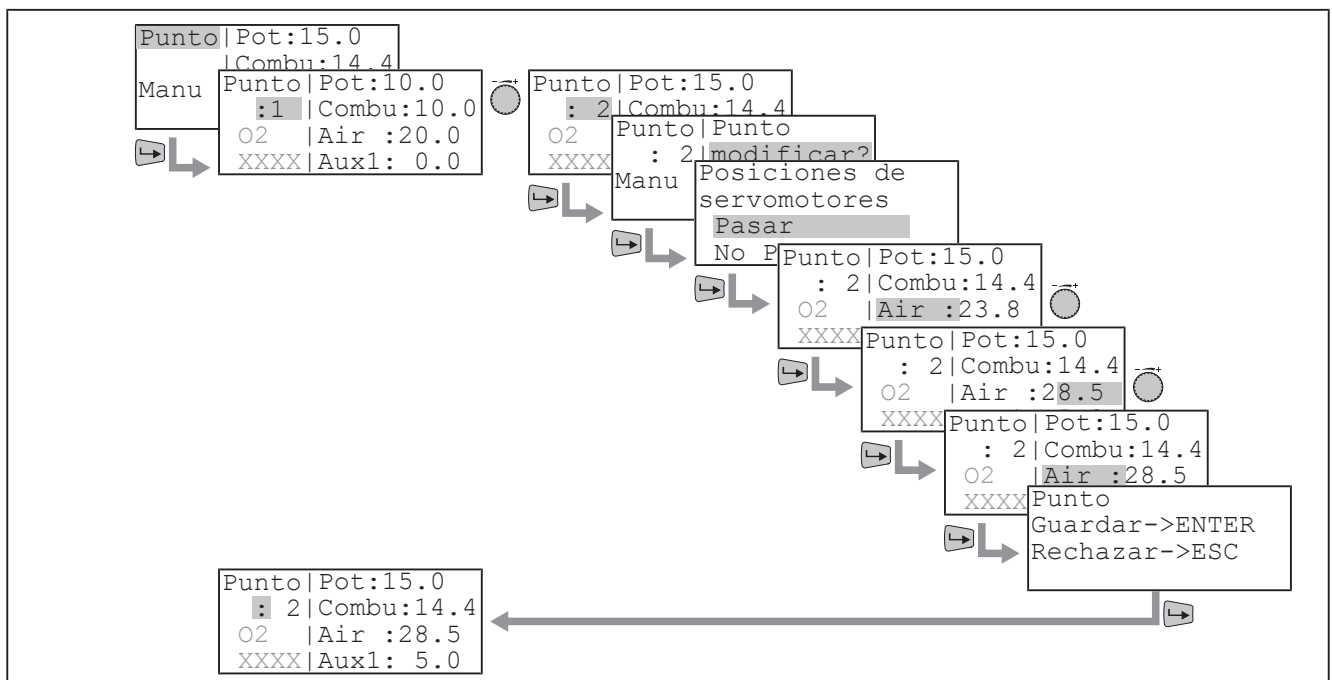 Punto|Pot:15.0
|Combu:14.4
Manu
Punto|Pot:10.0
:1 |Combu:10.0
O2 |Air :20.0
XXXX|Aux1: 0.0
Punto|Pot:15.0
: 2|Combu:14.4
O2
XXXX
Punto|Punto
: 2|modificar?
Manu
Posiciones de
servomotores
Pasar
No P
Punto|Pot:15.0
: 2|Combu:14.4
O2 |Air :23.8
XXXX
Punto|Pot:15.0
: 2|Combu:14.4
O2 |Air :28.5
XXXX
Punto|Pot:15.0
: 2|Combu:14.4
O2 |Air :28.5
XXXX
Punto
Guardar->ENTER
Rechazar->ESC
Punto|Pot:15.0
: 2|Combu:14.4
O2 |Air :28.5
XXXX|Aux1: 5.0